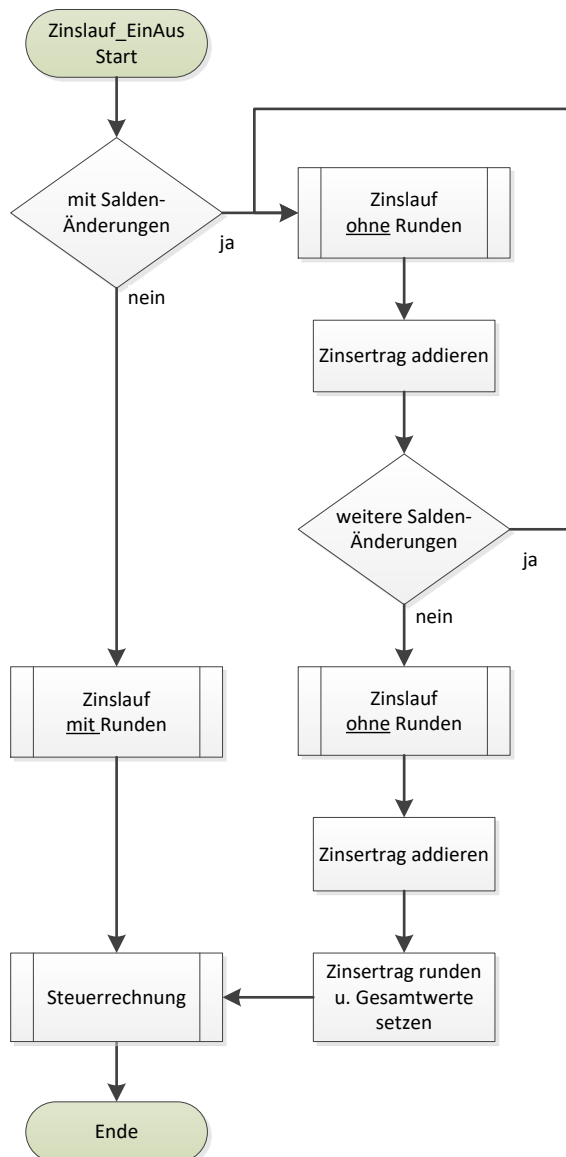 Zinslauf_EinAus
Start
mit Salden-
Änderungen
ja
nein
Zinslauf
ohne Runden
Zinsertrag addieren
weitere Salden-
Änderungen
ja
nein
Zinslauf
mit Runden
Zinslauf
ohne Runden
Zinsertrag addieren
Steuerrechnung
Zinsertrag runden
u. Gesamtwerte
setzen
Ende